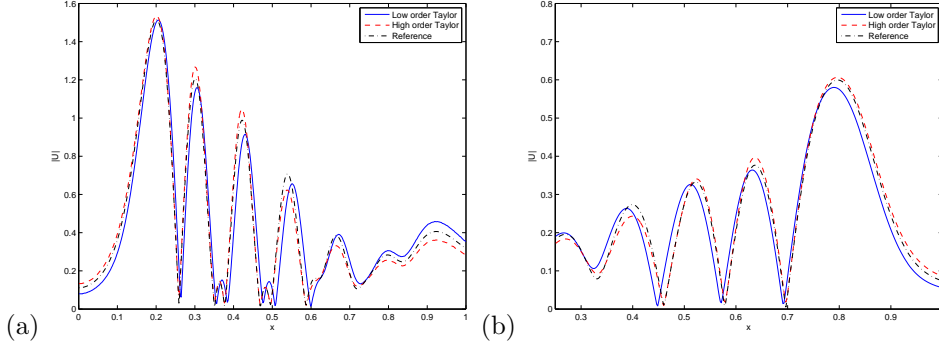 1.6
1.4
1.2
1
0.8
0.6
0.4
0.2
0
|U|
0 0.1 0.2 0.3 0.4 0.5 0.6 0.7 0.8 0.9 1
x
Low order Taylor
High order Taylor
Reference
(a)
0.8
0.7
0.6
0.5
0.4
0.3
0.2
0.1
0
|U|
0.3 0.4 0.5 0.6 0.7 0.8 0.9
x
Low order Taylor
High order Taylor
Reference
(b)